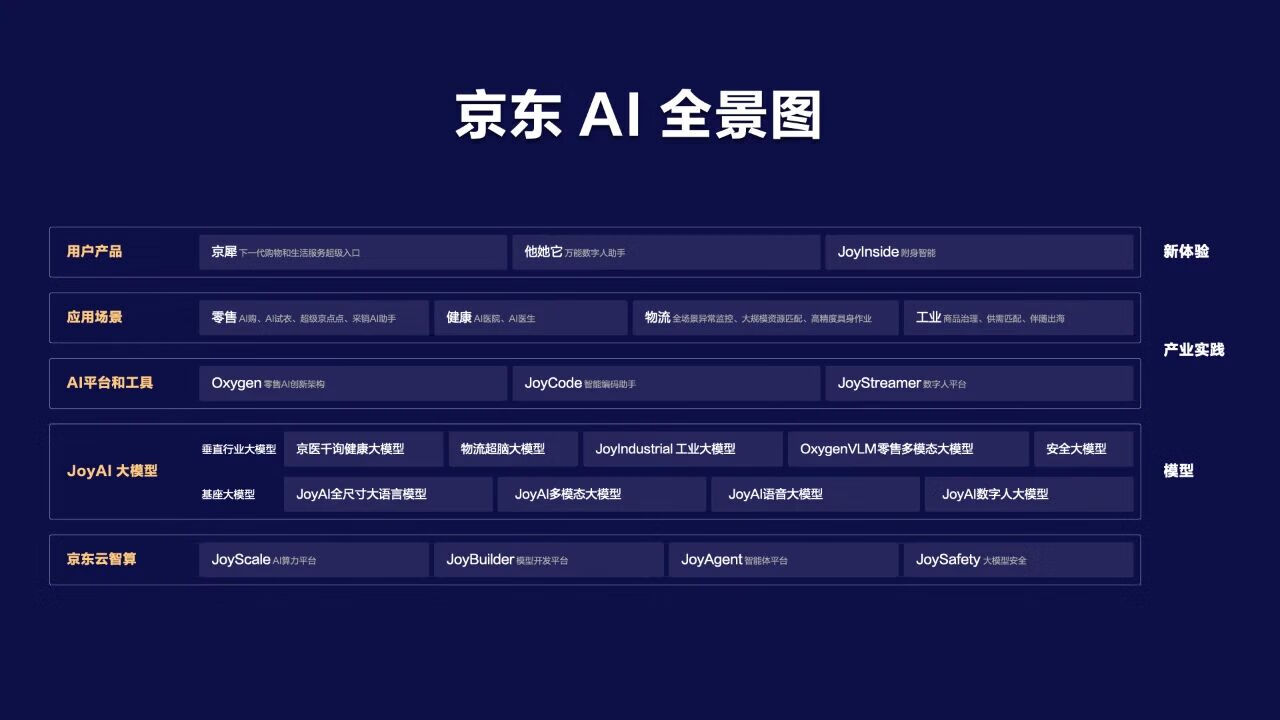 京东 AI 全景图
用户产品
京犀 下一代购物和生活服务超级入口
他她它 万能数字人助手
JoyInside 附身智能
新体验
应用场景
零售 AI购、AI试衣、超级京点点、采销AI助手
健康 AI医院、AI医生
物流 全场景异常监控、大规模资源匹配、高精度具身作业
工业 商品治理、供需匹配、伴随出海
产业实践
AI平台和工具
Oxygen 零售AI创新架构
JoyCode 智能编码助手
JoyStreamer 数字人平台
JoyAI 大模型
垂直行业大模型
京医千询健康大模型
物流超脑大模型
JoyIndustrial 工业大模型
OxygenVLM零售多模态大模型
安全大模型
基座大模型
JoyAI全尺寸大语言模型
JoyAI多模态大模型
JoyAI语音大模型
JoyAI数字人大模型
模型
京东云智算
JoyScale AI算力平台
JoyBuilder 模型开发平台
JoyAgent 智能体平台
JoySafety 大模型安全